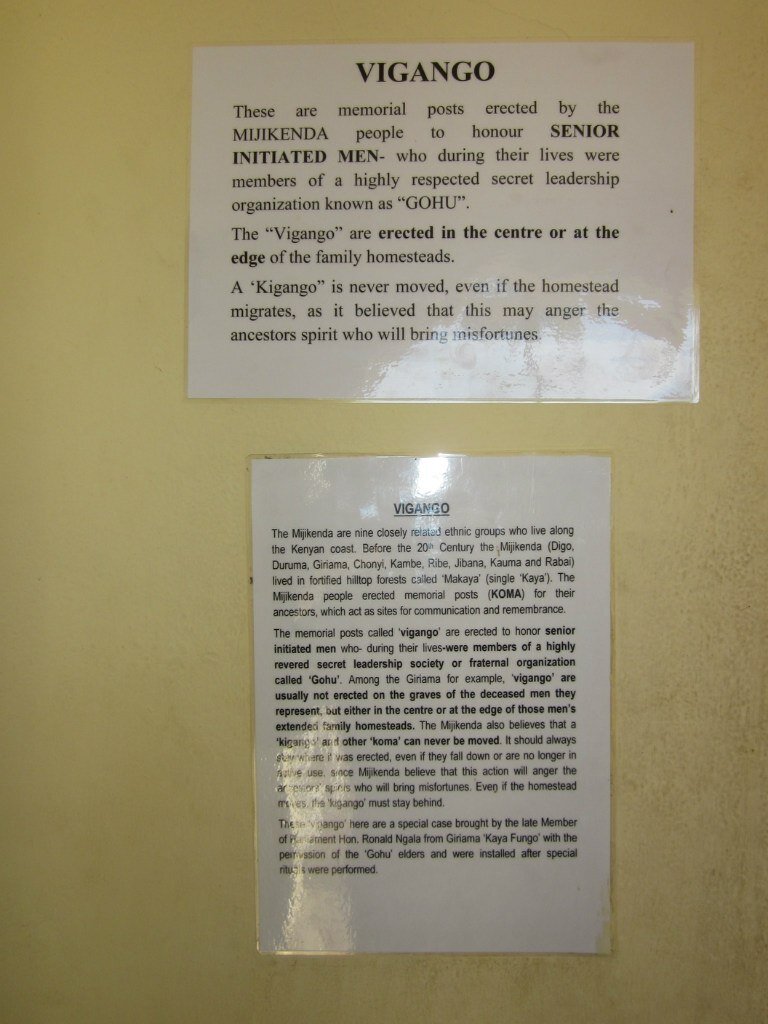 VIGANGO
These are memorial posts erected by the
MIJIKENDA people to honour SENIOR
INITIATED MEN- who during their lives were
members of a highly respected secret leadership
organization known as “GOHU”.
The “Vigango” are erected in the centre or at the
edge of the family homesteads.
A ‘Kigango” is never moved, even if the homestead
migrates, as it believed that this may anger the
ancestors spirit who will bring misfortunes.
VIGANGO
The Mijikenda are nine closely related ethnic groups who live along
the Kenyan coast. Before the 20th Century the Mijikenda (Digo,
Duruma, Giriama, Chonyi, Kambe, Ribe, Jibana, Kauma and Rabai)
lived in fortified hilltop forests called ‘Makaya’ (single ‘Kaya’). The
Mijikenda people erected memorial posts (KOMA) for their
ancestors, which act as sites for communication and remembrance.
The memorial posts called ‘vigango’ are erected to honor senior
initiated men who- during their lives-were members of a highly
revered secret leadership society or fraternal organization
called ‘Gohu’. Among the Giriama for example, ‘vigango’ are
usually not erected on the graves of the deceased men they
represent, but either in the centre or at the edge of those men’s
extended family homesteads. The Mijikenda also believes that a
‘kigango’ and other ‘koma’ can never be moved. It should always
stay where it was erected, even if they fall down or are no longer in
active use, since Mijikenda believe that this action will anger the
ancestors’ spirits who will bring misfortunes. Even if the homestead
moves, the ‘kigango’ must stay behind.
These ‘vigango’ here are a special case brought by the late Member
of Parliament Hon. Ronald Ngala from Giriama ‘Kaya Fungo’ with the
permission of the ‘Gohu’ elders and were installed after special
rituals were performed.